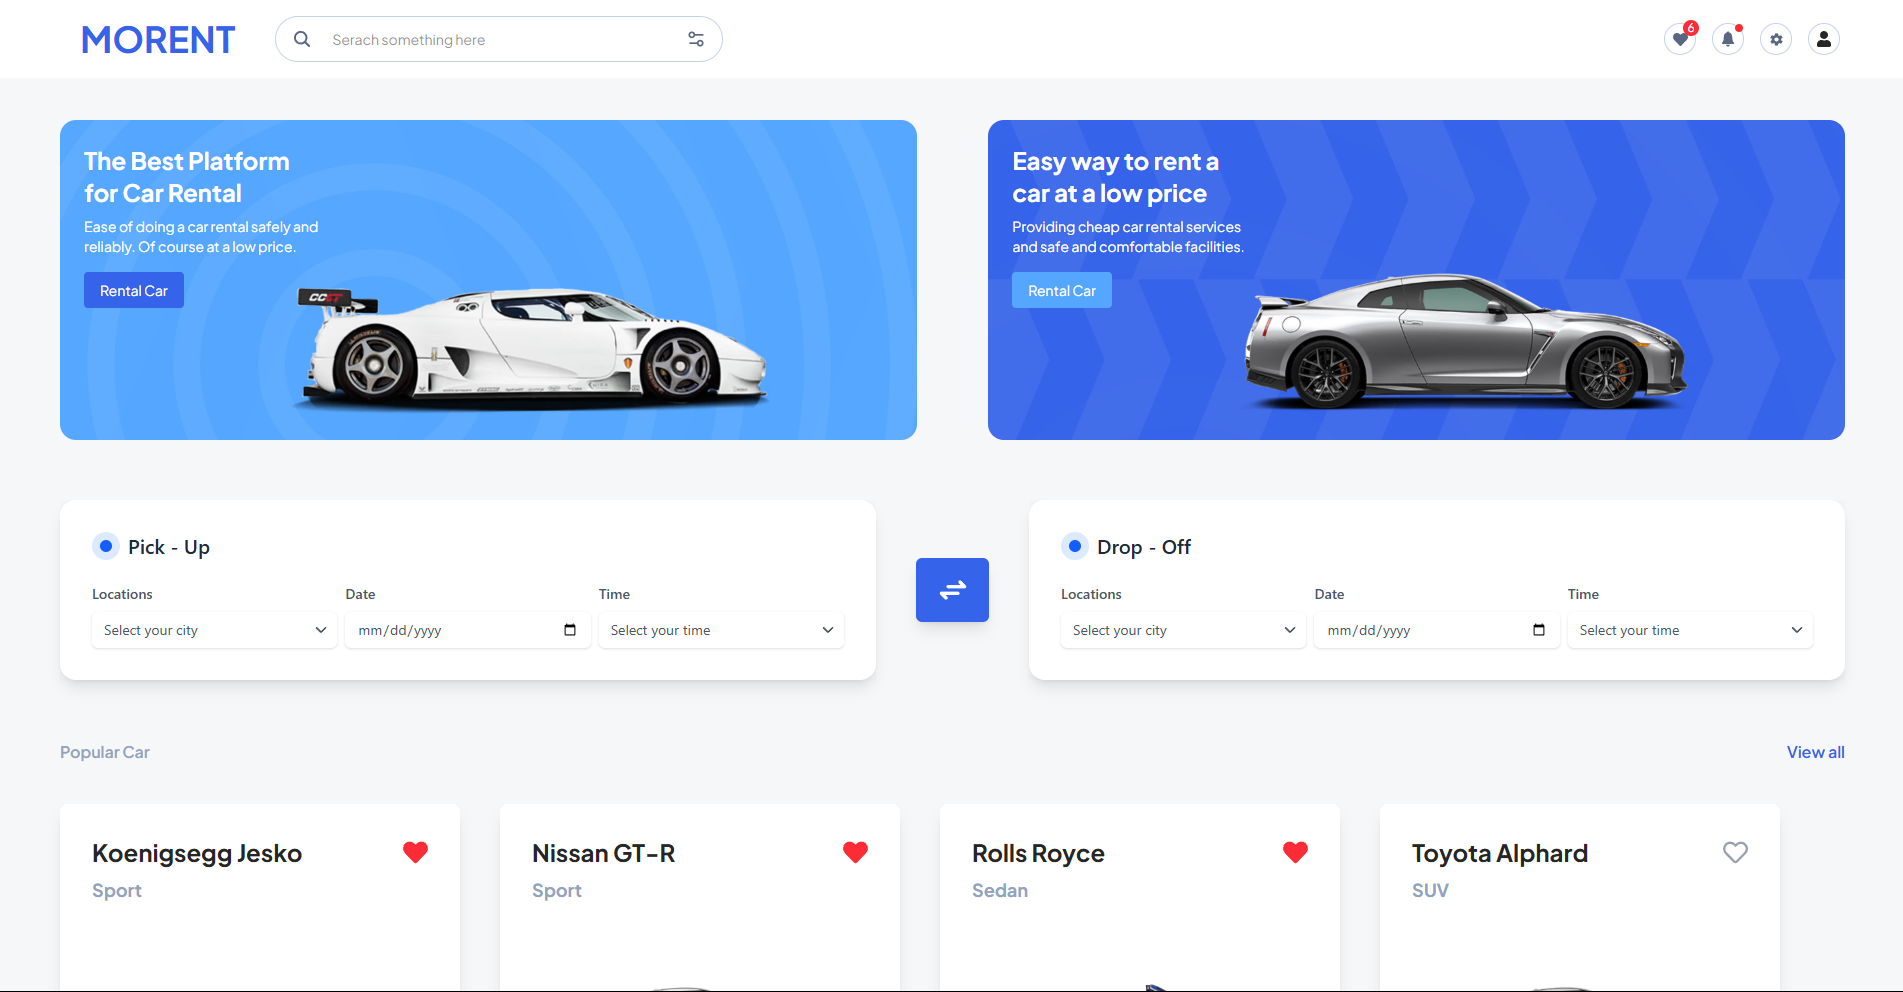 MORENT
Serach something here
6
The Best Platform
for Car Rental
Ease of doing a car rental safely and
reliably. Of course at a low price.
Rental Car
CCGT
Easy way to rent a
car at a low price
Providing cheap car rental services
and safe and comfortable facilities.
Rental Car
Pick - Up
Locations Date Time
Select your city mm/dd/yyyy Select your time
Drop - Off
Locations Date Time
Select your city mm/dd/yyyy Select your time
Popular Car
View all
Koenigsegg Jesko
Sport
Nissan GT-R
Sport
Rolls Royce
Sedan
Toyota Alphard
SUV